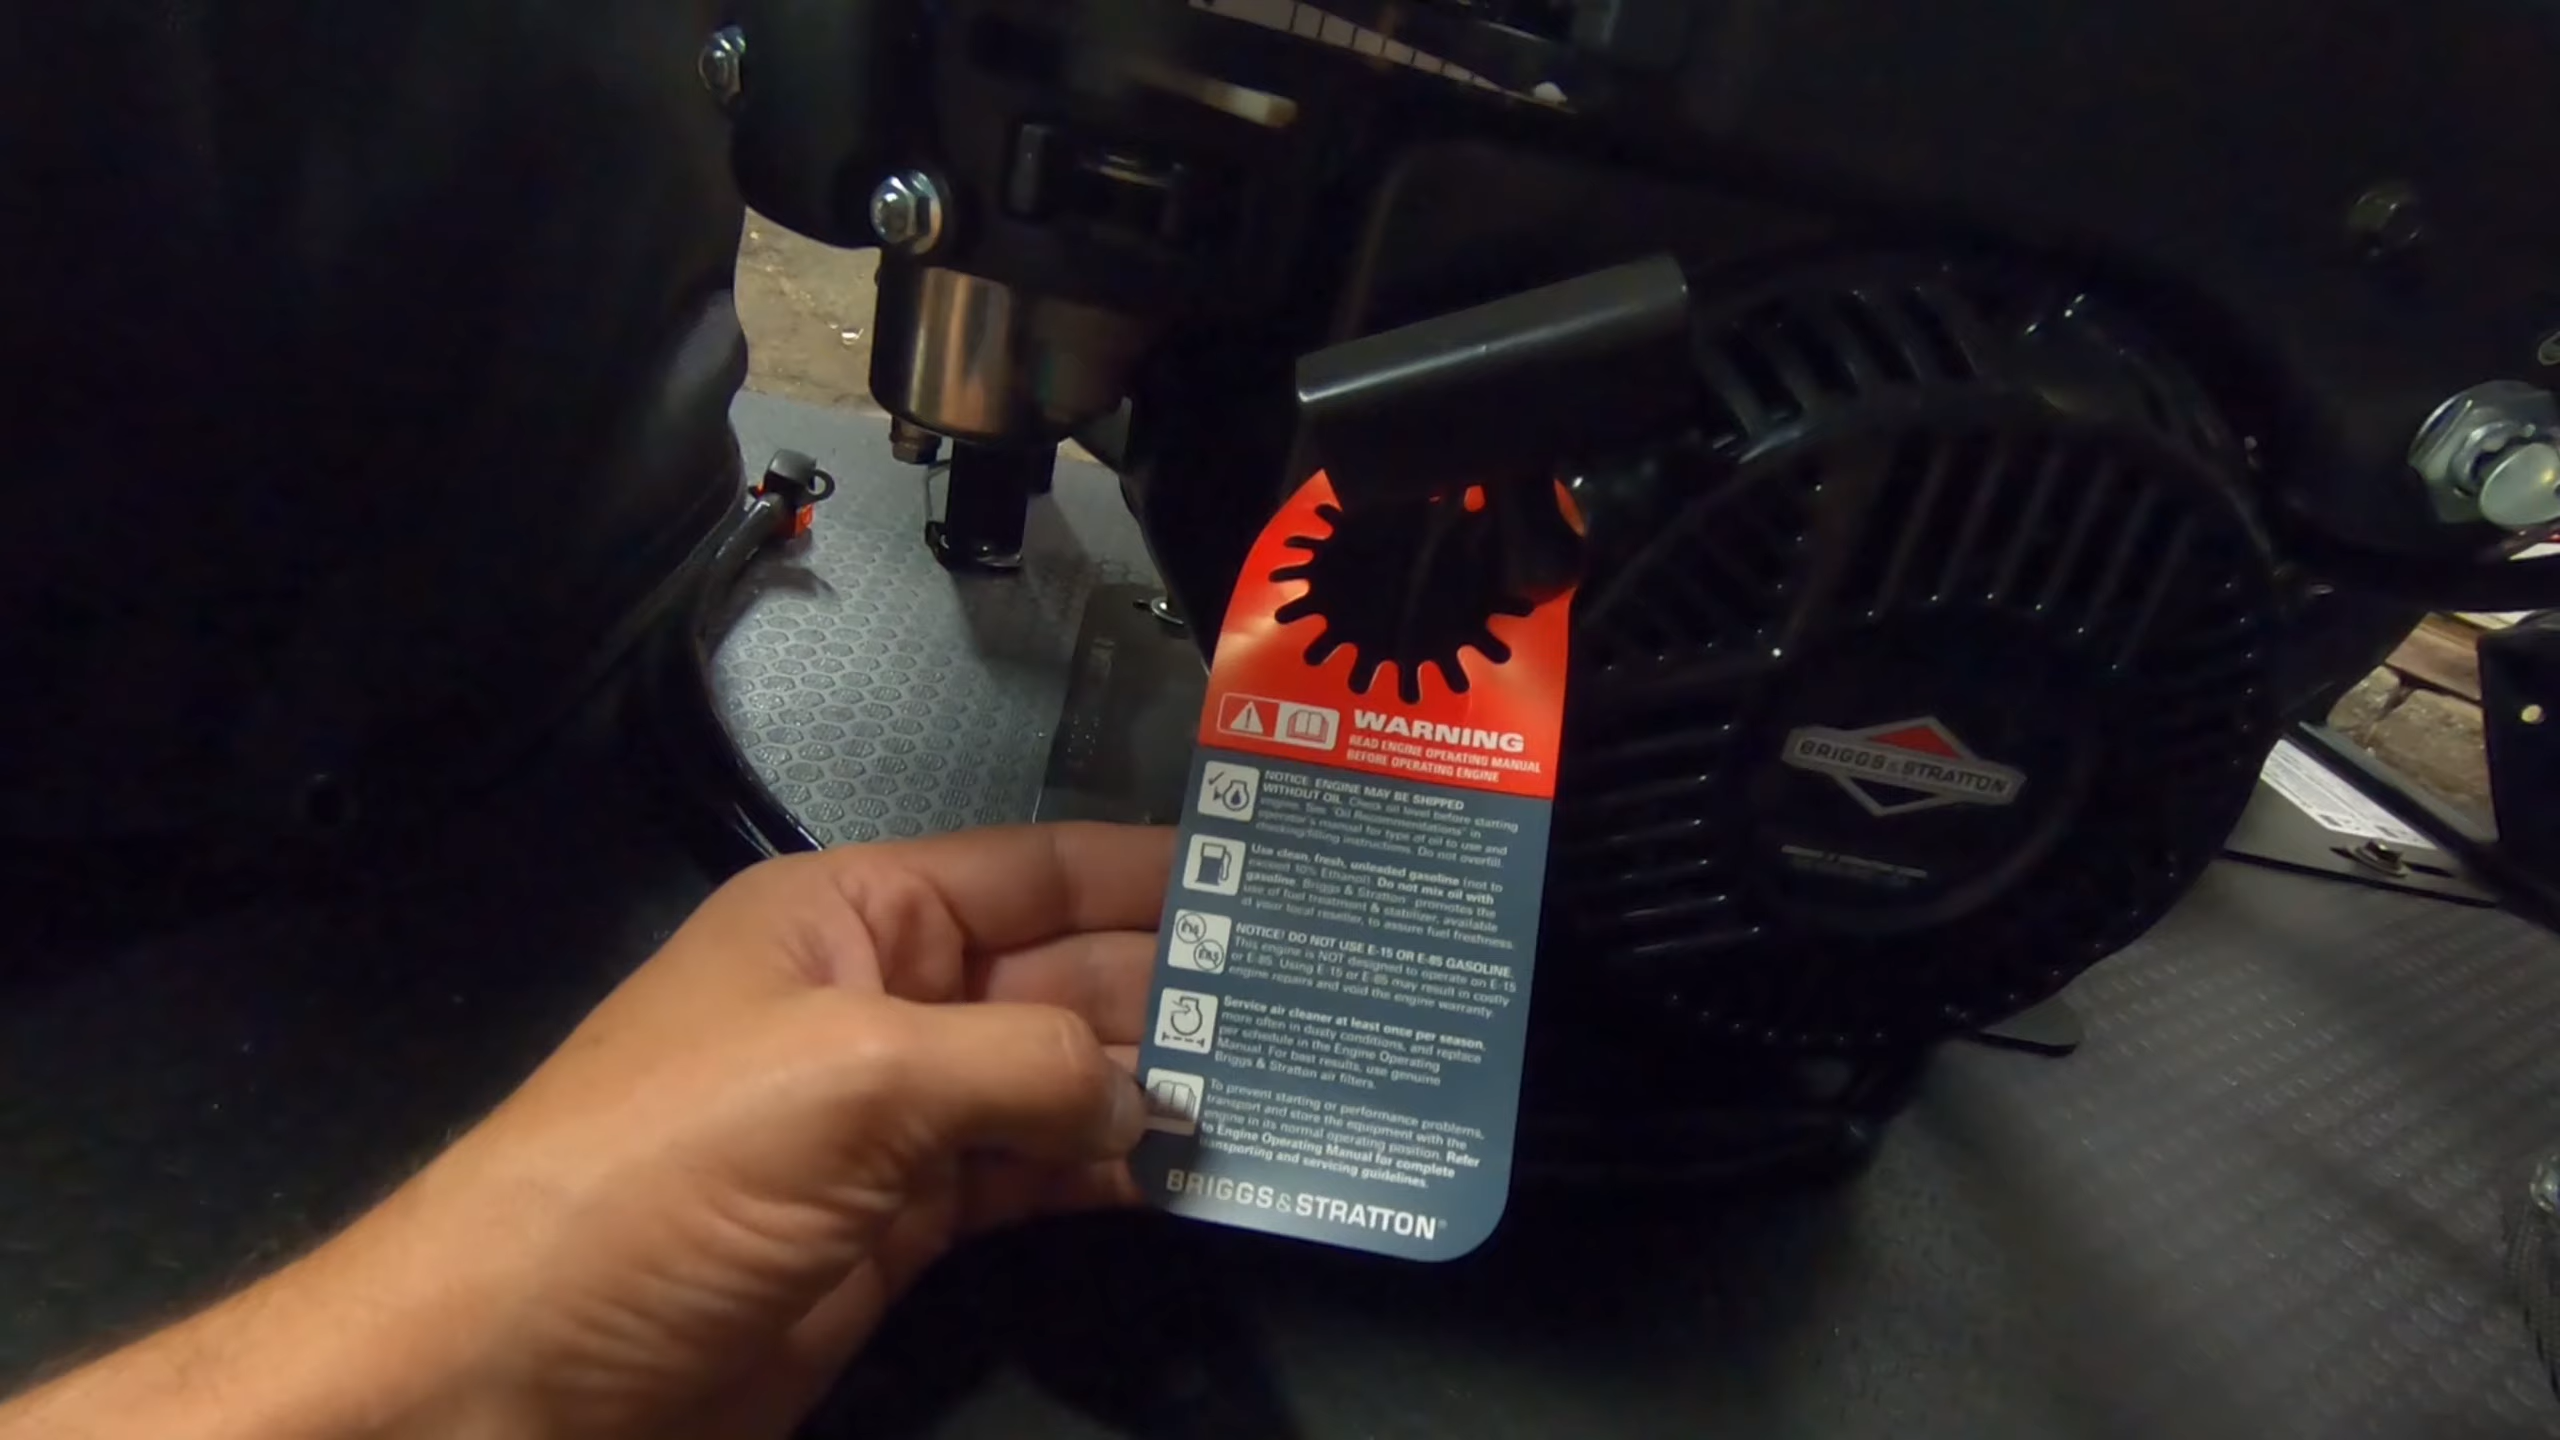 WARNING
READ ENGINE OPERATING MANUAL
BEFORE OPERATING ENGINE
NOTICE: ENGINE MAY BE SHIPPED
WITHOUT OIL. Check oil level before starting
engine. See "Oil Recommendations" in
operator's manual for type of oil to use and
checking/filling instructions. Do not overfill.
Use clean, fresh, unleaded gasoline (not to
exceed 10% Ethanol). Do not mix oil with
gasoline. Briggs & Stratton promotes the
use of fuel treatment & stabilizer, available
at your local reseller, to assure fuel freshness.
E15
E85
NOTICE! DO NOT USE E-15 OR E-85 GASOLINE.
This engine is NOT designed to operate on E-15
or E-85. Using E-15 or E-85 may result in costly
engine repairs and void the engine warranty.
Service air cleaner at least once per season,
more often in dusty conditions, and replace
per schedule in the Engine Operating
Manual. For best results, use genuine
Briggs & Stratton air filters.
To prevent starting or performance problems,
transport and store the equipment with the
engine in its normal operating position. Refer
to Engine Operating Manual for complete
transporting and servicing guidelines.
BRIGGS&STRATTON®
BRIGGS&STRATTON